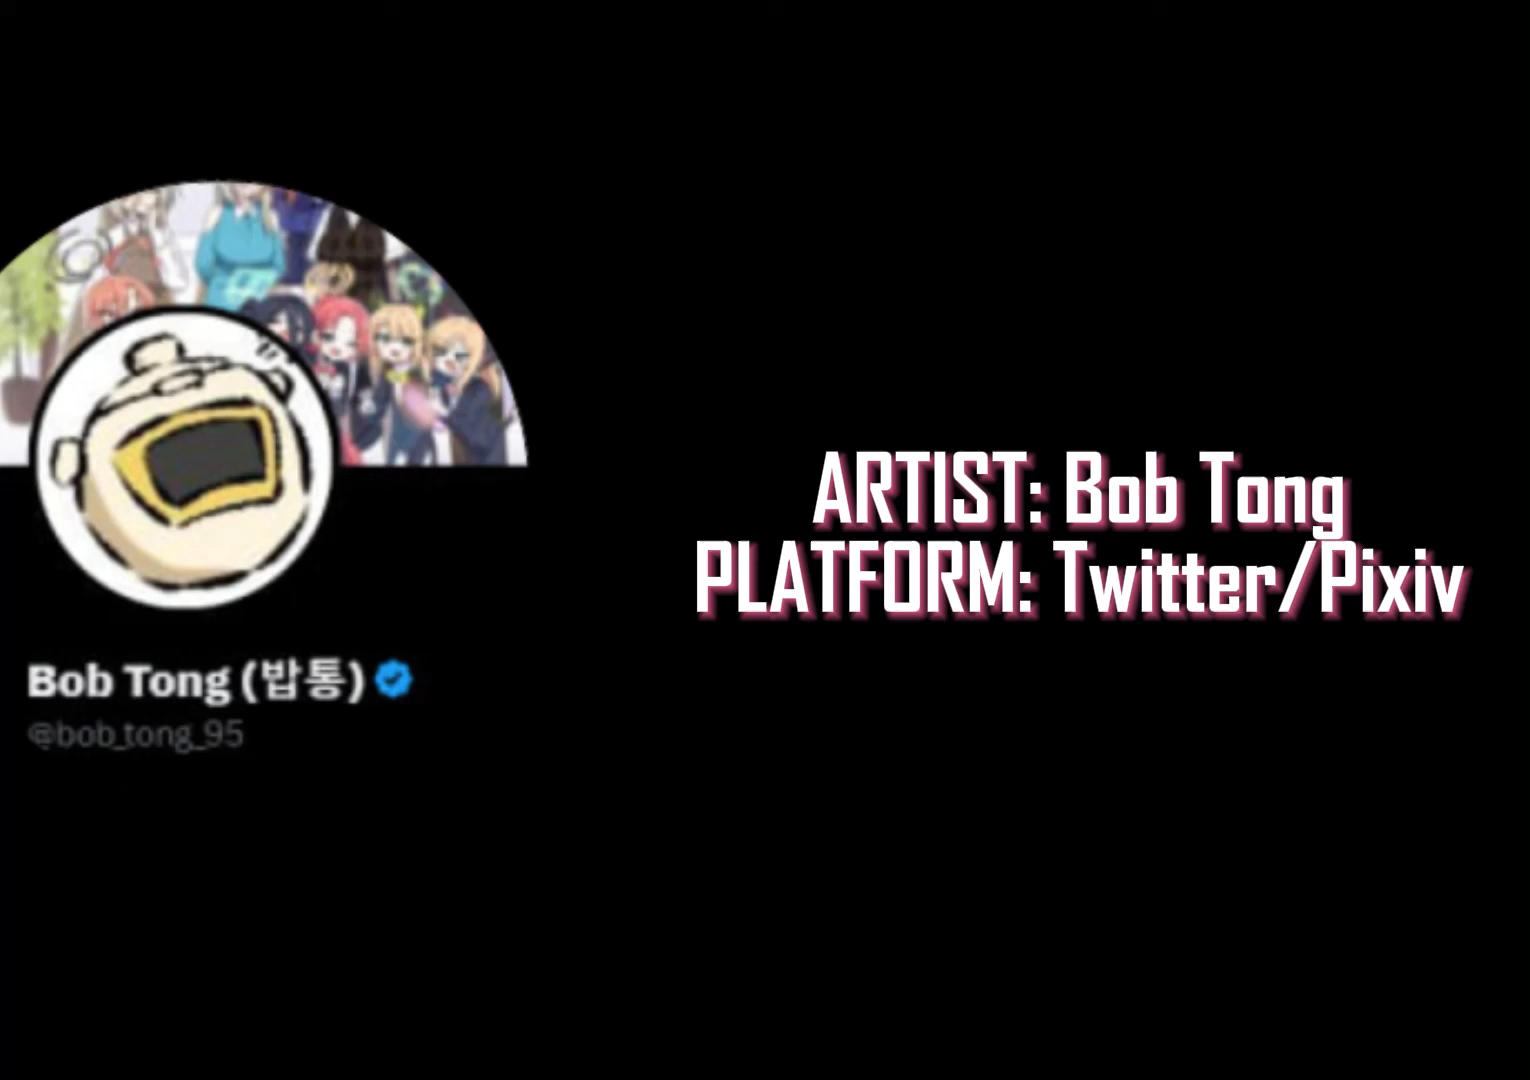 ARTIST: Bob Tong
PLATFORM: Twitter/Pixiv
Bob Tong (밥통)
@bob_tong_95